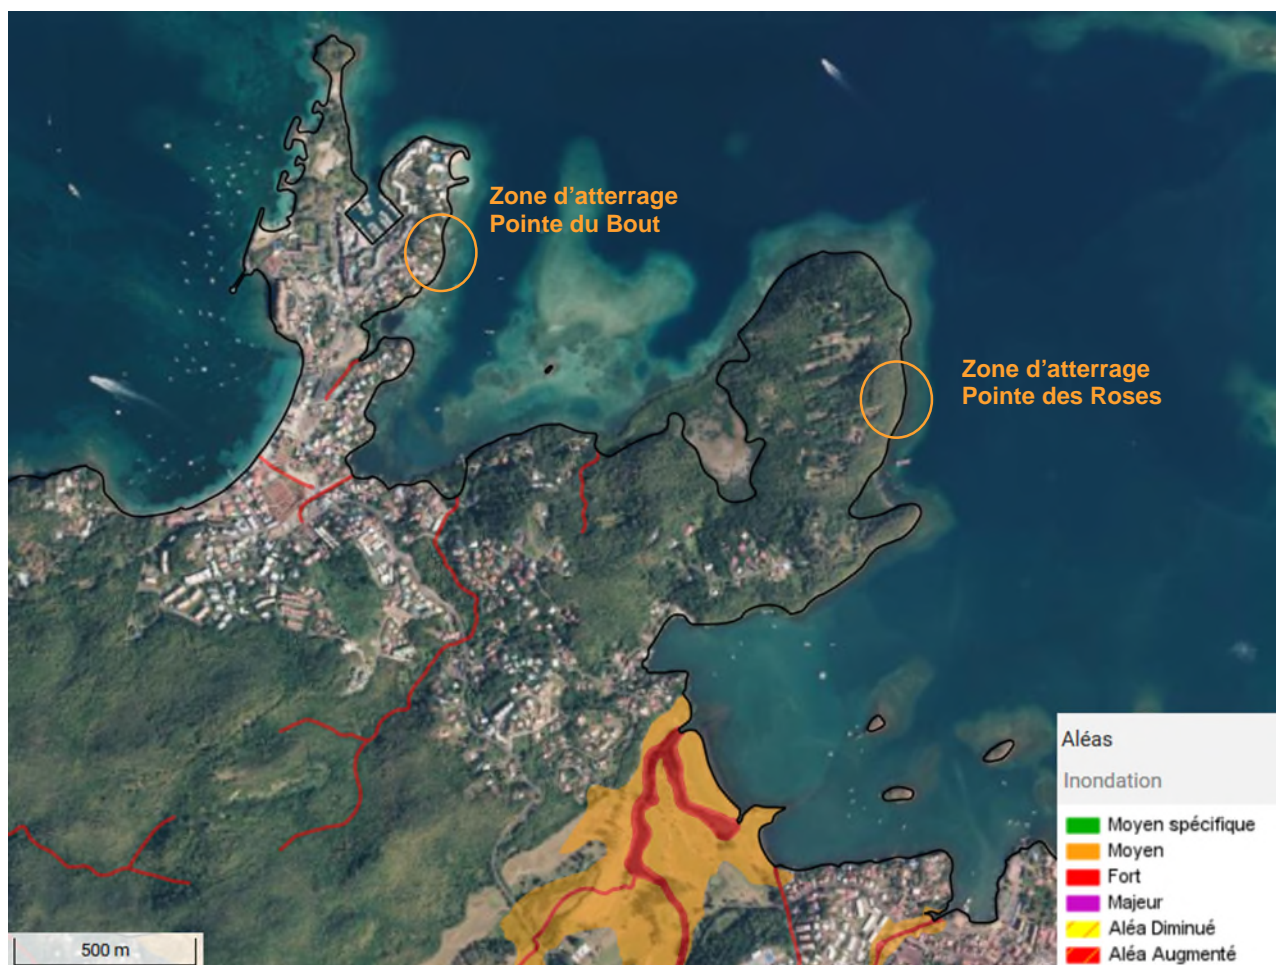 Zone d’atterrage
Pointe du Bout
Zone d’atterrage
Pointe des Roses
Aléas
Inondation
Moyen spécifique
Moyen
Fort
Majeur
Aléa Diminué
Aléa Augmenté
500 m